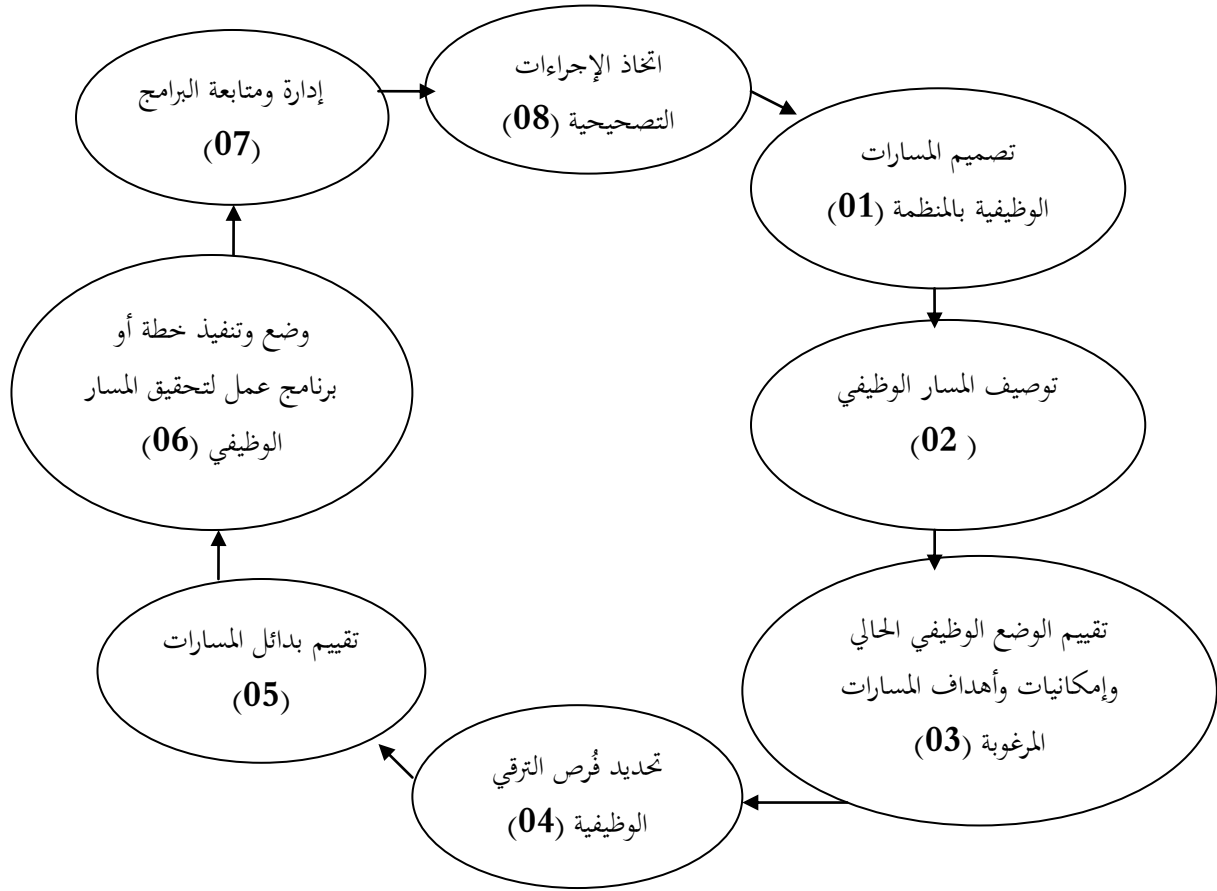 تصميم المسارات
الوظيفية بالمنظمة (01)
توصيف المسار الوظيفي
( 02)
تقييم الوضع الوظيفي الحالي
وإمكانيات وأهداف المسارات
المرغوبة (03)
تحديد فُرص الترقي
الوظيفية (04)
تقييم بدائل المسارات
(05)
وضع وتنفيذ خطة أو
برنامج عمل لتحقيق المسار
الوظيفي (06)
إدارة ومتابعة البرامج
(07)
اتخاذ الإجراءات
التصحيحية (08)